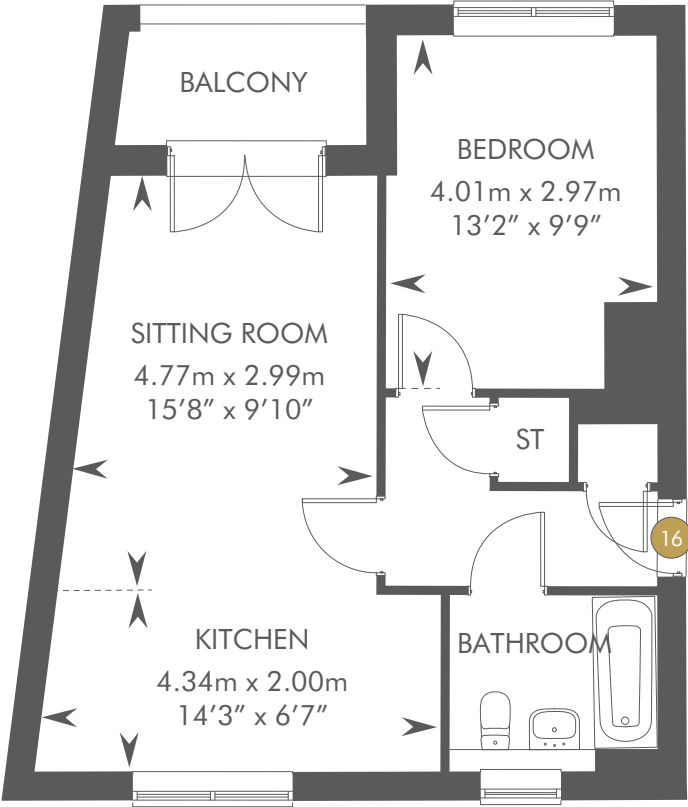 BALCONY
BEDROOM
4.01m x 2.97m
13’2” x 9’9”
SITTING ROOM
4.77m x 2.99m
15’8” x 9’10”
ST
16
KITCHEN
4.34m x 2.00m
14’3” x 6’7”
BATHROOM